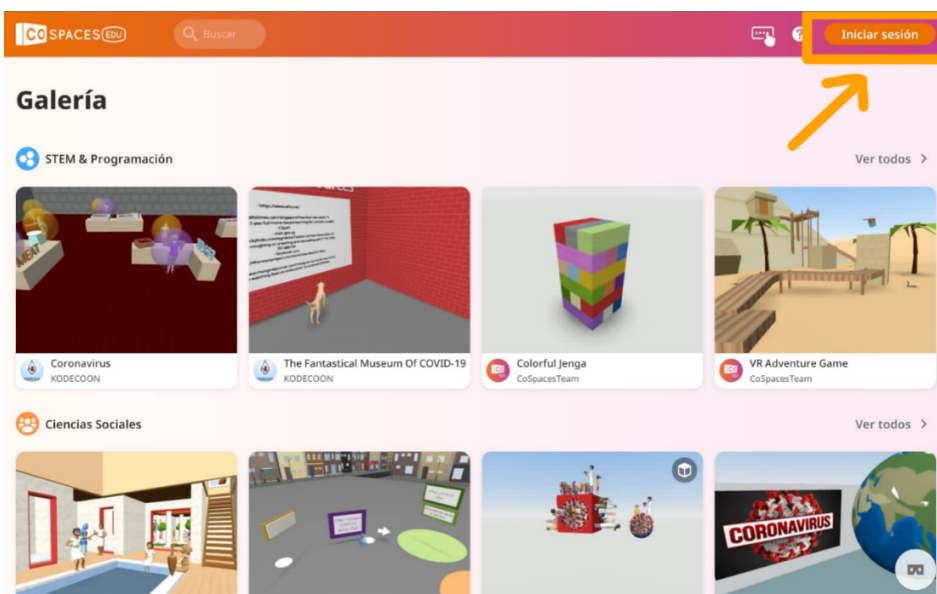 CO SPACES EDU
Buscar
?
Iniciar sesión
Galería
STEM & Programación
Ver todos >
MEAT
Coronavirus
KODECOON
The Fantastical Museum Of COVID-19
KODECOON
Colorful Jenga
CoSpacesTeam
VR Adventure Game
CoSpacesTeam
Ciencias Sociales
Ver todos >
CORONAVIRUS